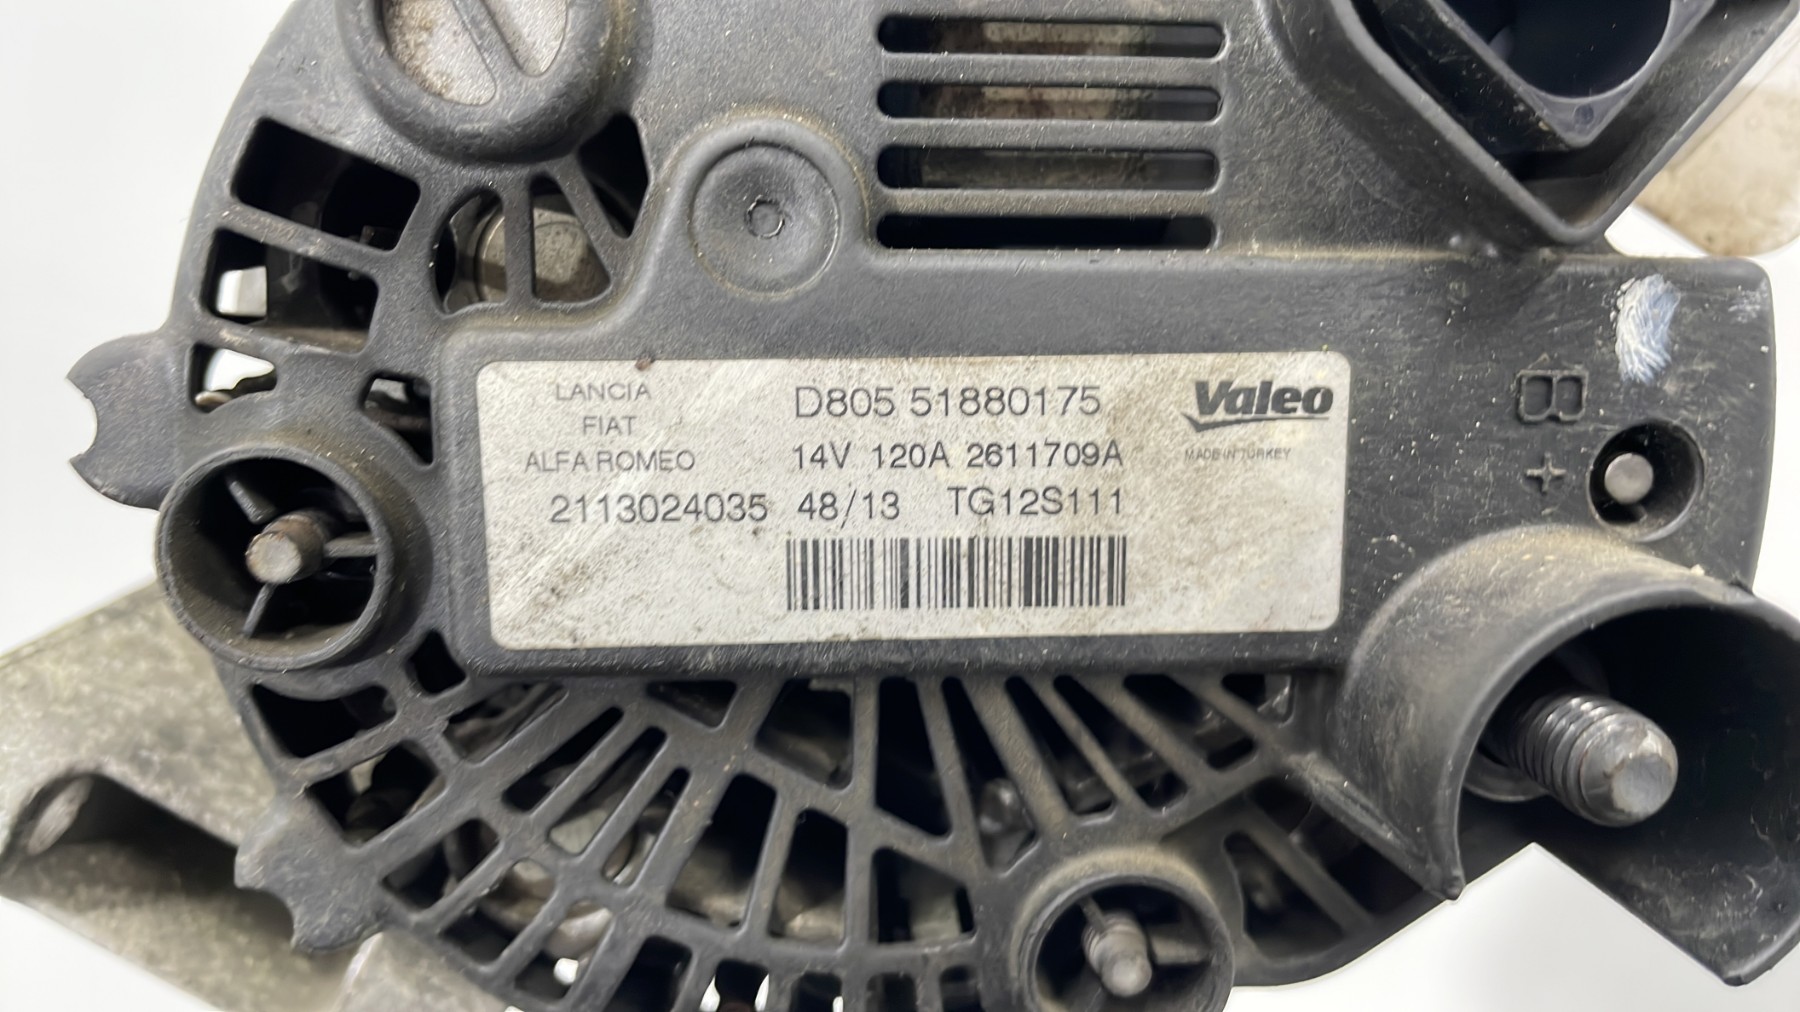 LANCIA
FIAT
ALFA ROMEO
D805 51880175
14V 120A 2611709A
2113024035 48/13 TG12S111
Valeo
MADE IN TURKEY
B
+